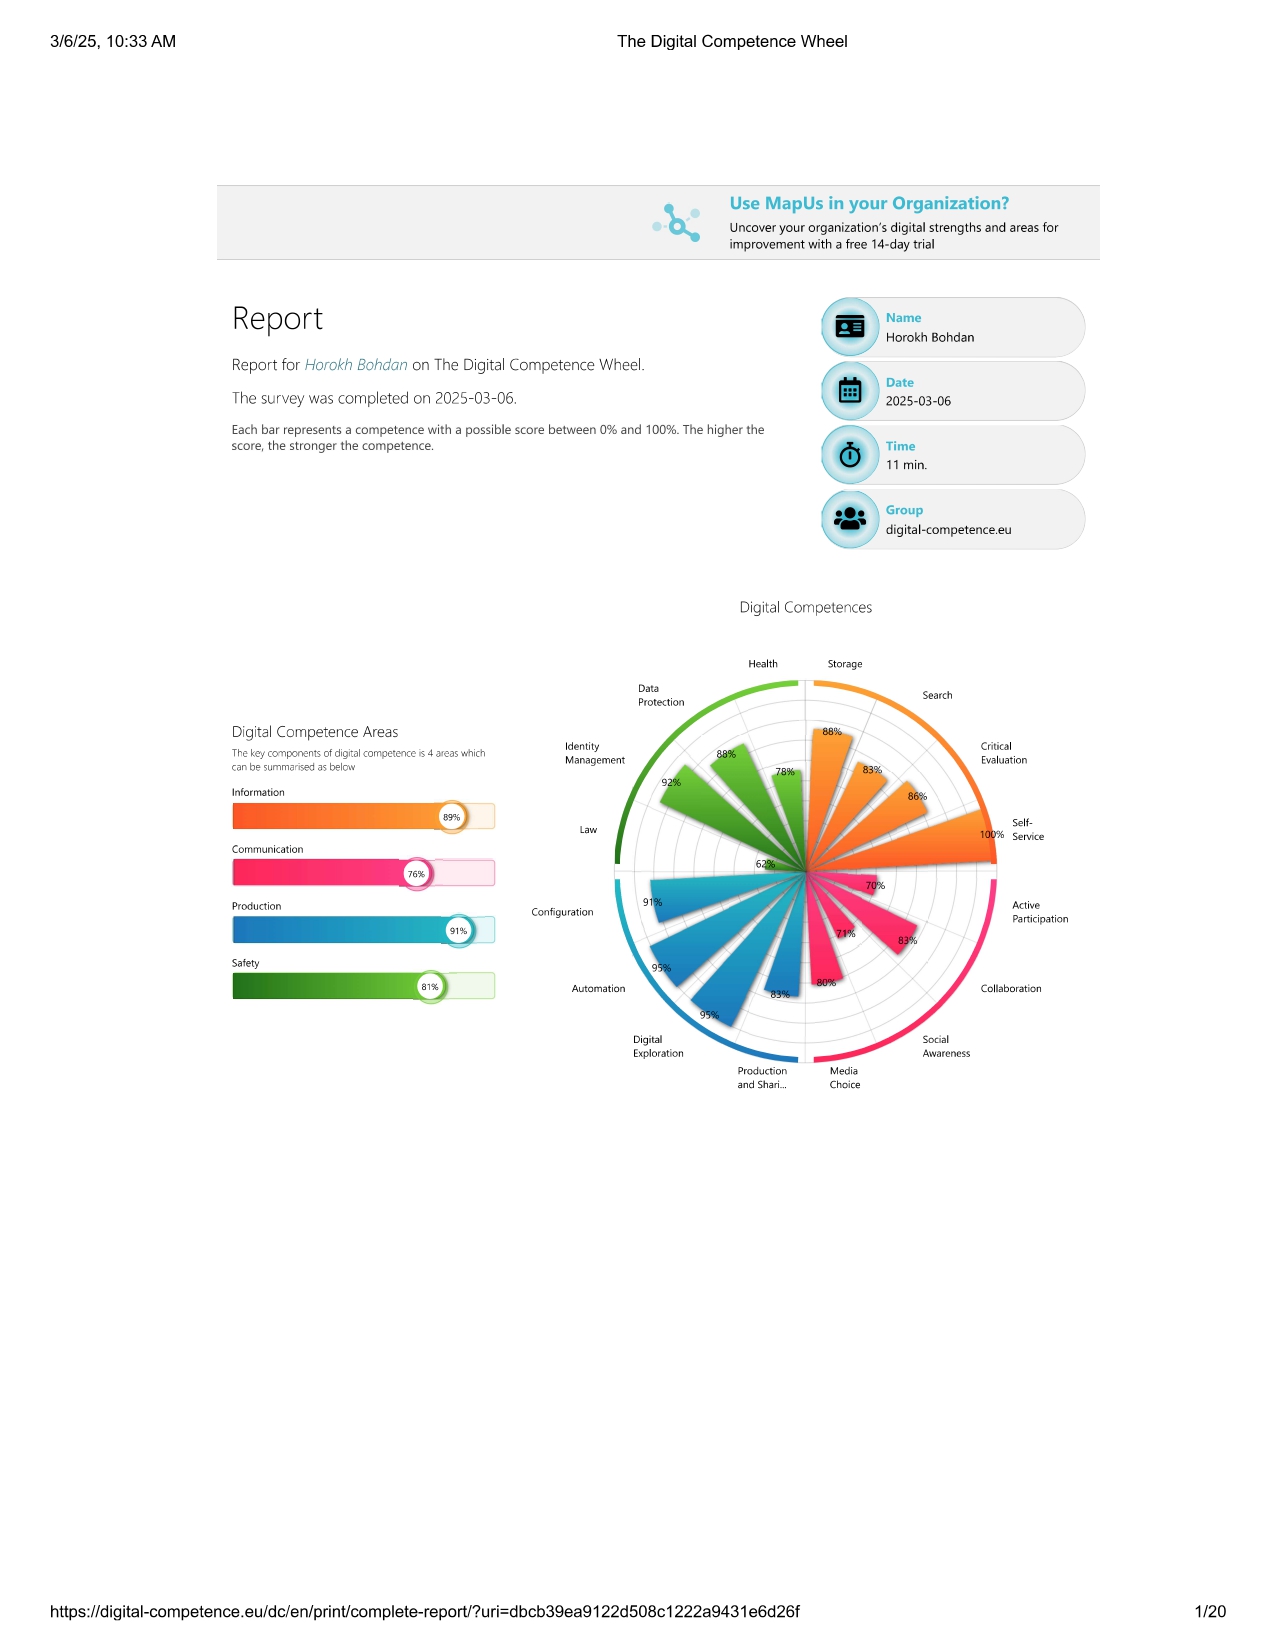 3/6/25, 10:33 AM
The Digital Competence Wheel
Use MapUs in your Organization?
Uncover your organization's digital strengths and areas for
improvement with a free 14-day trial
Report
Report for Horokh Bohdan on The Digital Competence Wheel.
The survey was completed on 2025-03-06.
Each bar represents a competence with a possible score between 0% and 100%. The higher the
score, the stronger the competence.
Name
Horokh Bohdan
Date
2025-03-06
Time
11 min.
Group
digital-competence.eu
Digital Competence Areas
The key components of digital competence is 4 areas which
can be summarised as below
Information
89%
Communication
76%
Production
91%
Safety
81%
Digital Competences
Storage
88%
Search
83%
Critical
Evaluation
86%
Self-
Service
100%
Active
Participation
70%
Collaboration
83%
Social
Awareness
71%
Media
Choice
80%
Production
and Shari...
83%
Digital
Exploration
95%
Automation
95%
Configuration
91%
Law
62%
Identity
Management
92%
Data
Protection
88%
Health
78%
https://digital-competence.eu/dc/en/print/complete-report/?uri=dbcb39ea9122d508c1222a9431e6d26f
1/20